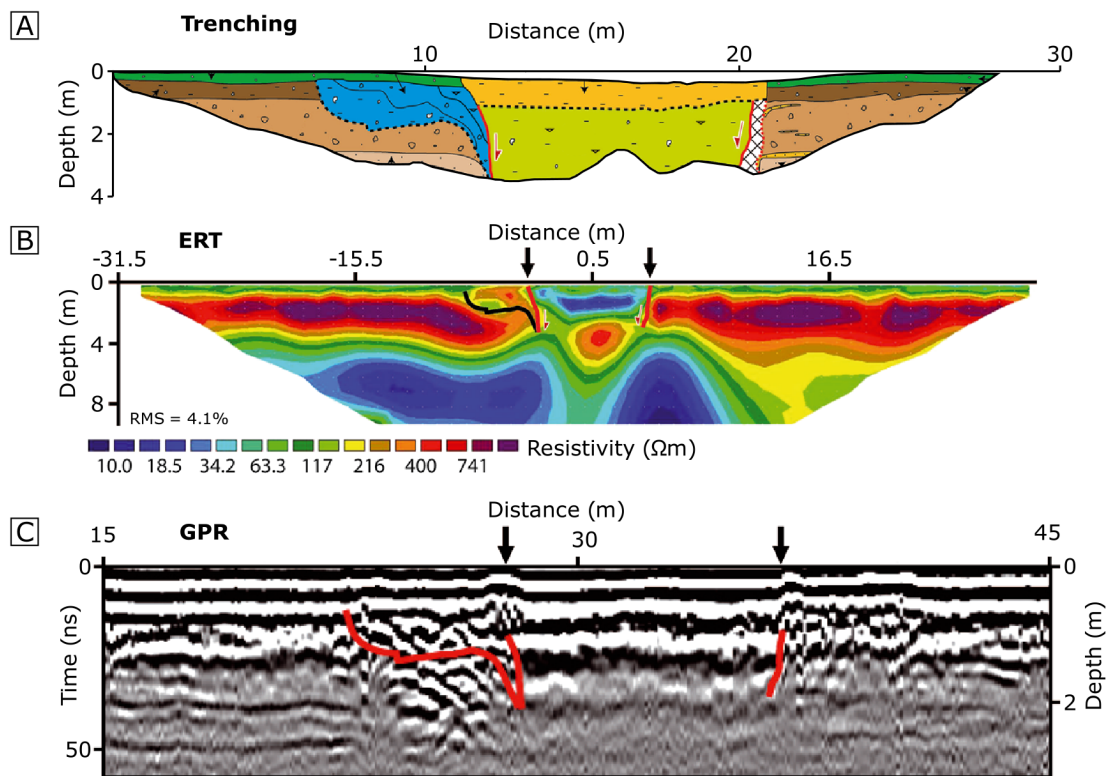 A Trenching
Distance (m)
10 20 30
0
2
4
Depth (m)
B ERT
Distance (m)
-31.5 -15.5 0.5 16.5
0
4
8
Depth (m)
RMS = 4.1%
10.0 18.5 34.2 63.3 117 216 400 741
Resistivity (Ωm)
Distance (m)
C GPR
15 30 45
0
50
Time (ns)
0
2
Depth (m)